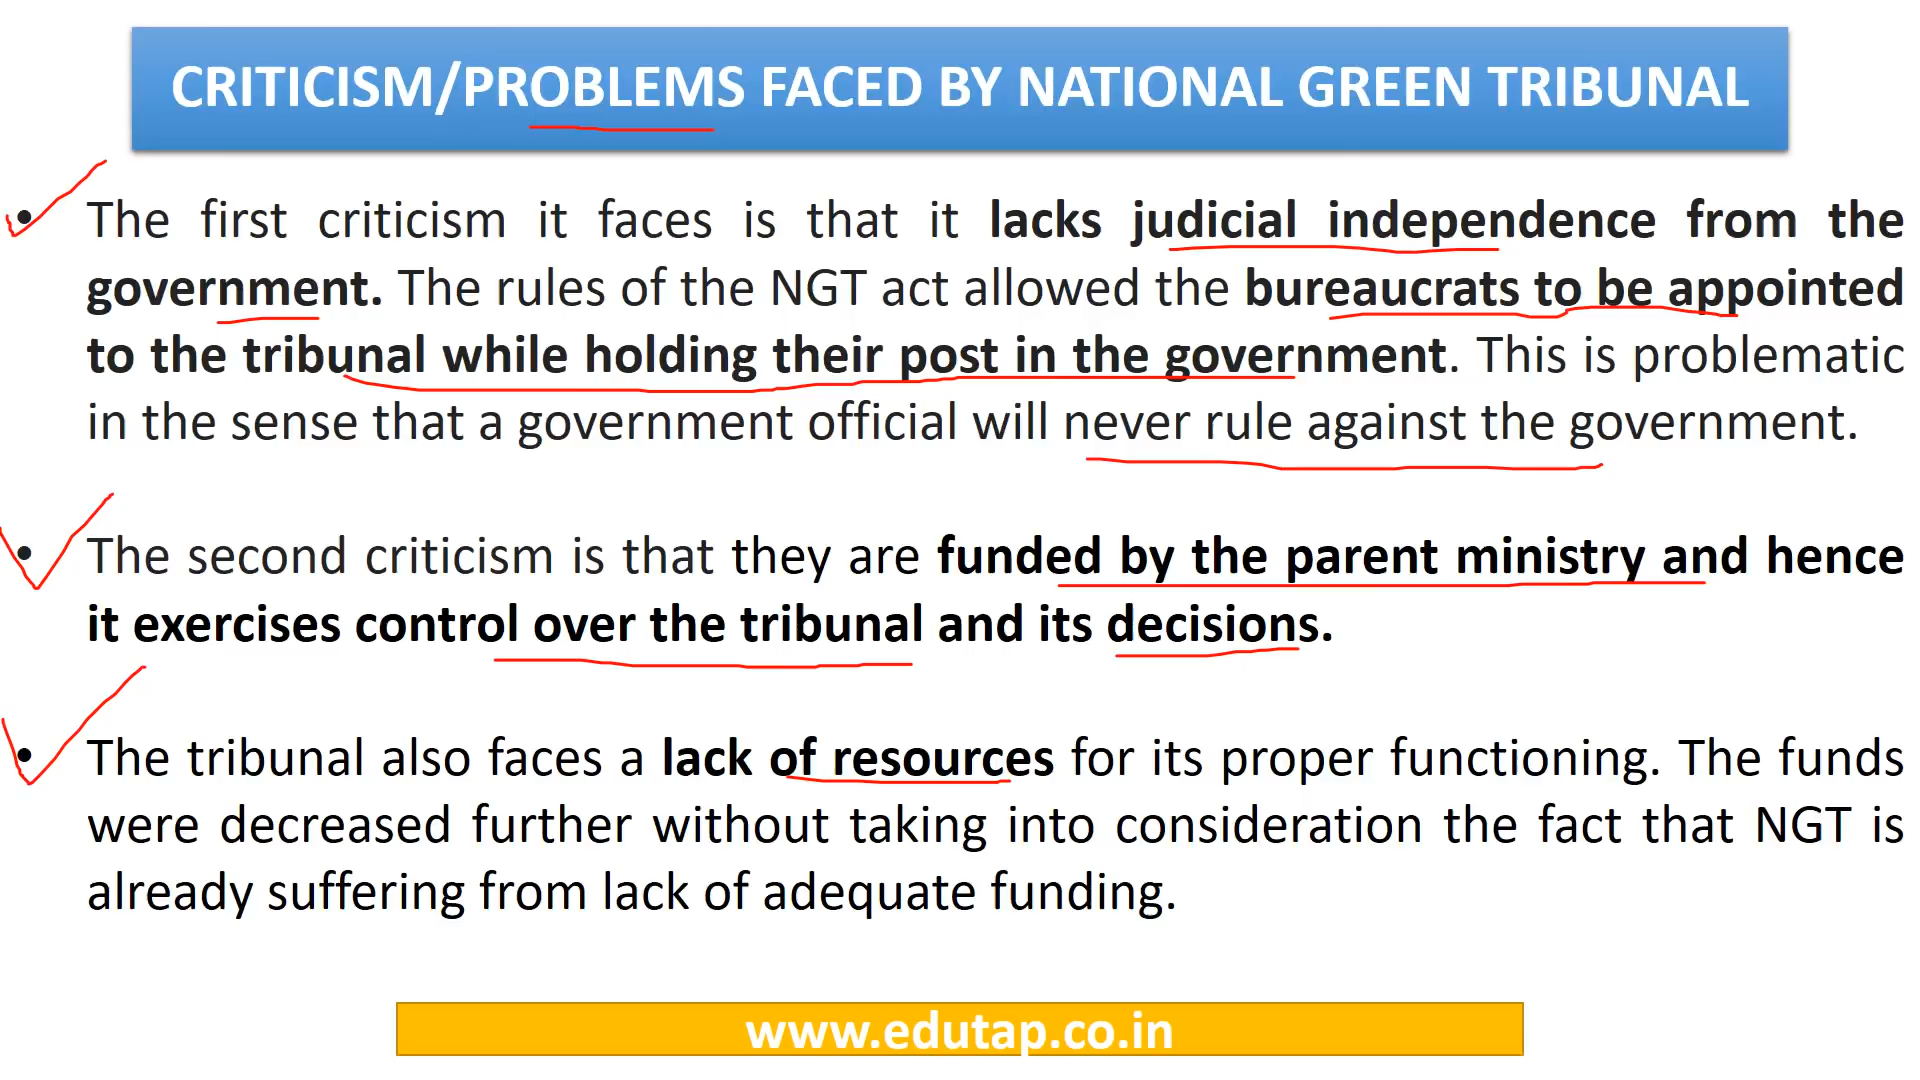 CRITICISM/PROBLEMS FACED BY NATIONAL GREEN TRIBUNAL
• The first criticism it faces is that it lacks judicial independence from the
government. The rules of the NGT act allowed the bureaucrats to be appointed
to the tribunal while holding their post in the government. This is problematic
in the sense that a government official will never rule against the government.
• The second criticism is that they are funded by the parent ministry and hence
it exercises control over the tribunal and its decisions.
• The tribunal also faces a lack of resources for its proper functioning. The funds
were decreased further without taking into consideration the fact that NGT is
already suffering from lack of adequate funding.
www.edutap.co.in